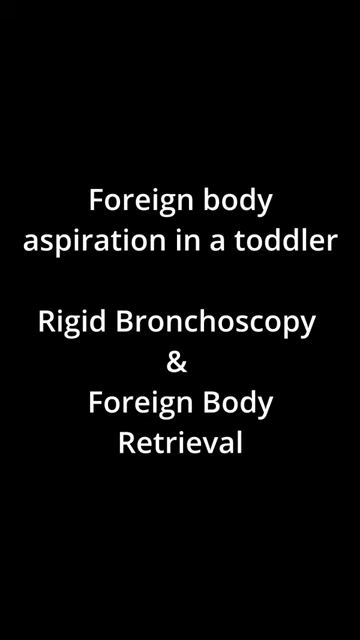 Foreign body
aspiration in a toddler
Rigid Bronchoscopy
&
Foreign Body
Retrieval